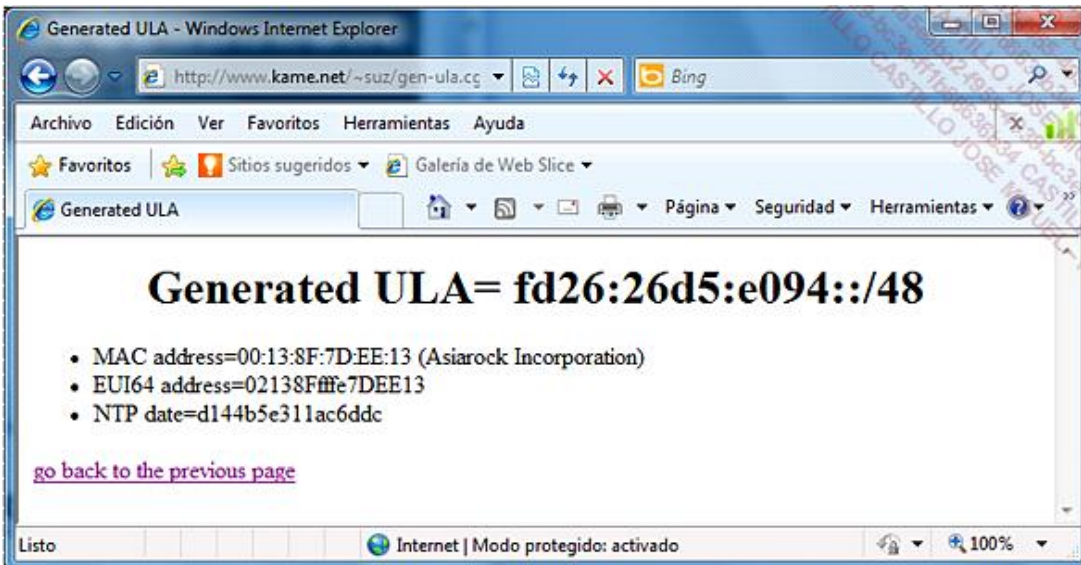 Generated ULA - Windows Internet Explorer
http://www.kame.net/~suz/gen-ula.cg
Bing
Archivo Edición Ver Favoritos Herramientas Ayuda
Favoritos Sitios sugeridos Galería de Web Slice
Generated ULA Página Seguridad Herramientas
Generated ULA= fd26:26d5:e094::/48
• MAC address=00:13:8F:7D:EE:13 (Asiarock Incorporation)
• EUI64 address=02138Ffffe7DEE13
• NTP date=d144b5e311ac6ddc
go back to the previous page
Listo Internet | Modo protegido: activado 100%